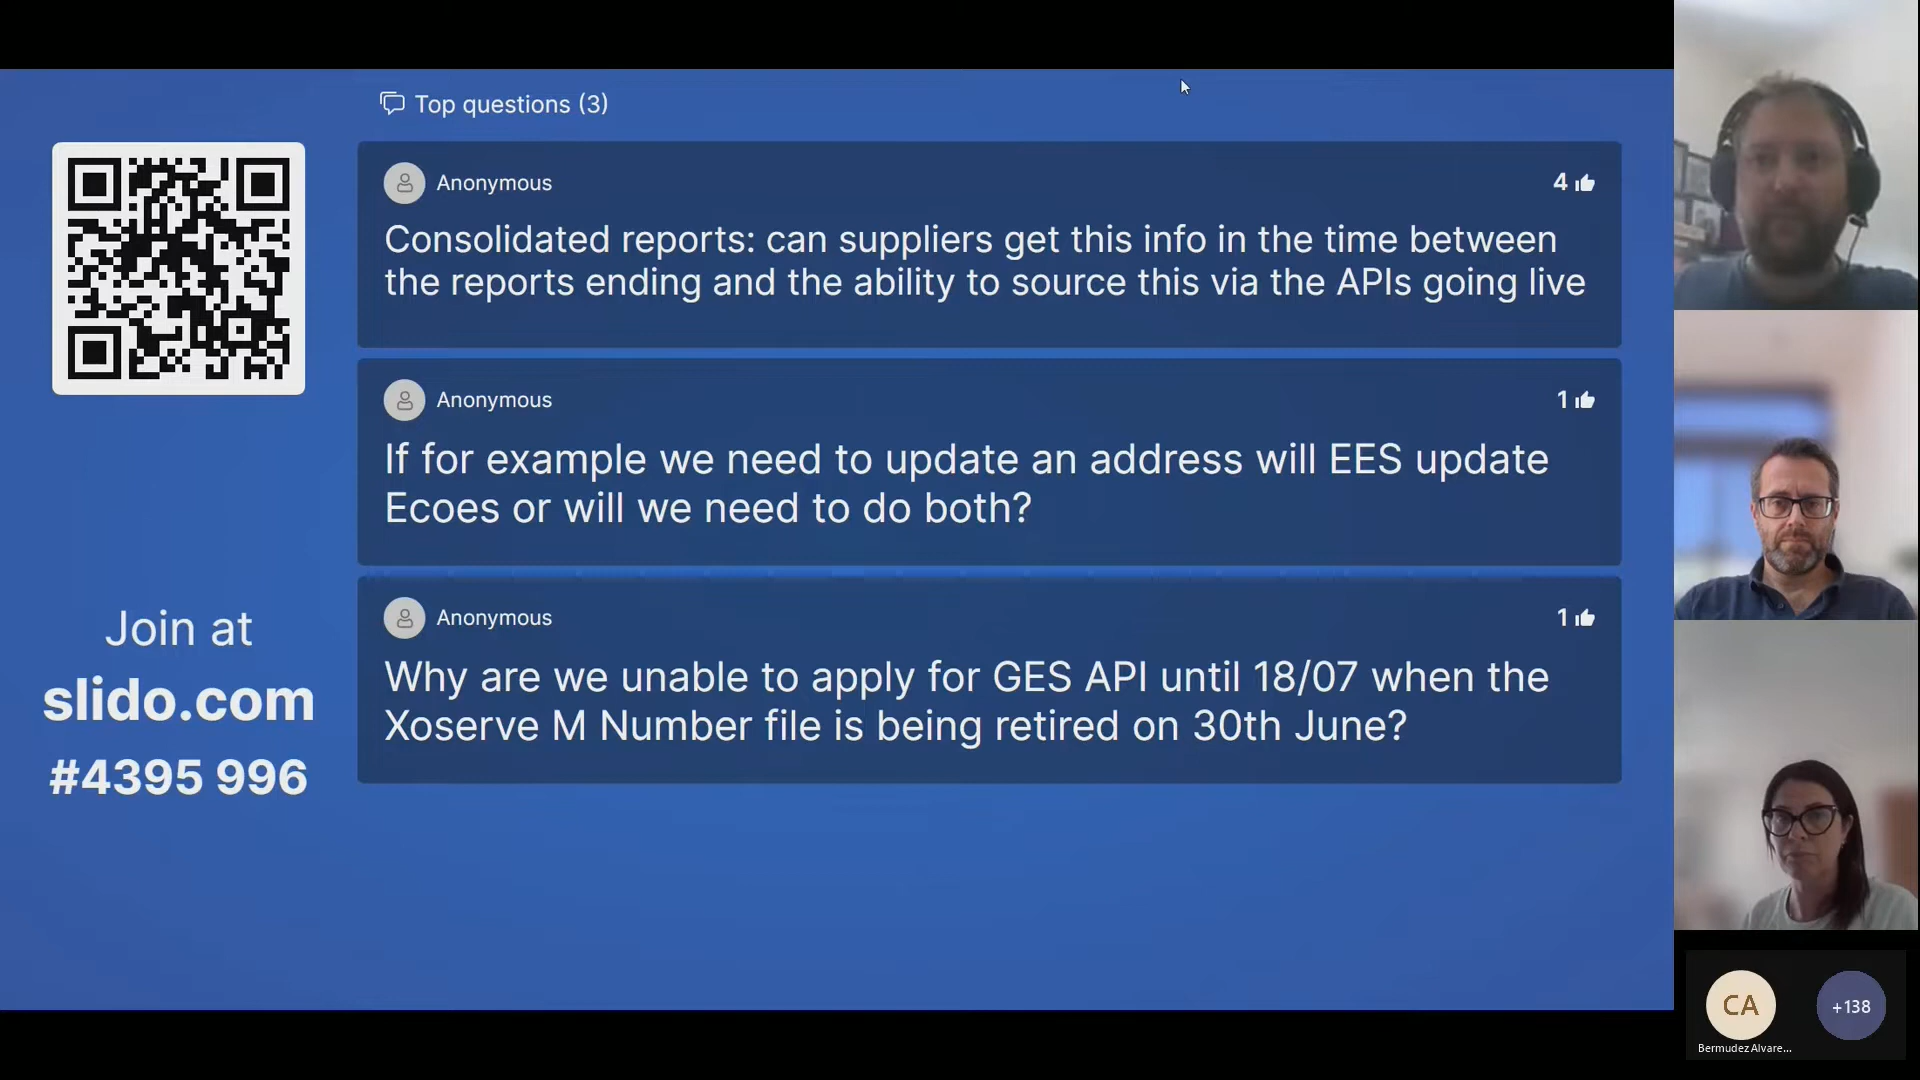 Top questions (3)
Anonymous
4
Consolidated reports: can suppliers get this info in the time between
the reports ending and the ability to source this via the APIs going live
Anonymous
1
If for example we need to update an address will EES update
Ecoes or will we need to do both?
Anonymous
1
Why are we unable to apply for GES API until 18/07 when the
Xoserve M Number file is being retired on 30th June?
Join at
slido.com
#4395 996
CA
Bermudez Alvare...
+138